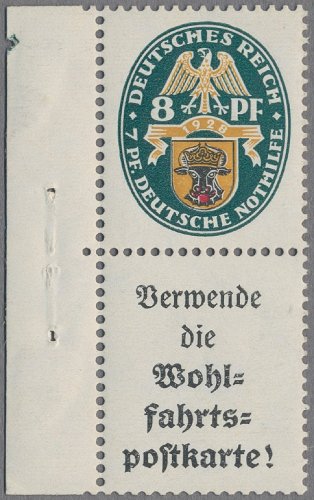 DEUTSCHES REICH
8 PF
1928
7 PF. DEUTSCHE NOTHILFE
Verwende
die
Wohl=
fahrts=
postkarte!